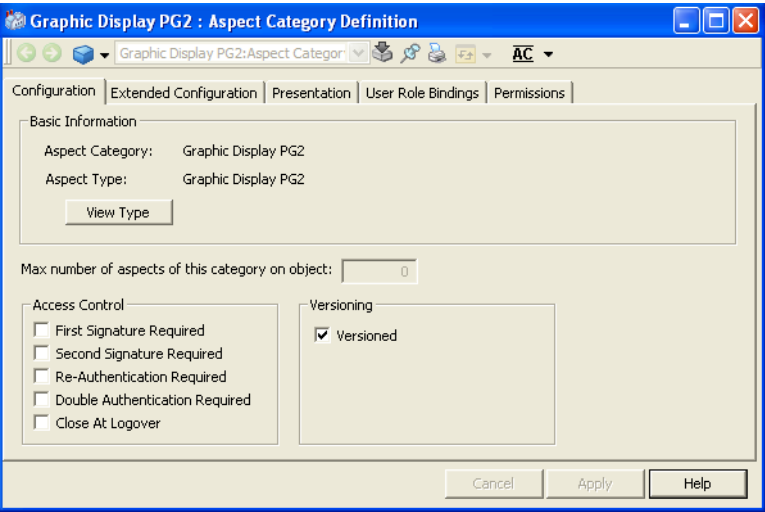 Graphic Display PG2 : Aspect Category Definition
Graphic Display PG2:Aspect Categor AC
Configuration Extended Configuration Presentation User Role Bindings Permissions
Basic Information
Aspect Category: Graphic Display PG2
Aspect Type: Graphic Display PG2
View Type
Max number of aspects of this category on object: 0
Access Control
First Signature Required
Second Signature Required
Re-Authentication Required
Double Authentication Required
Close At Logover
Versioning
Versioned
Cancel Apply Help